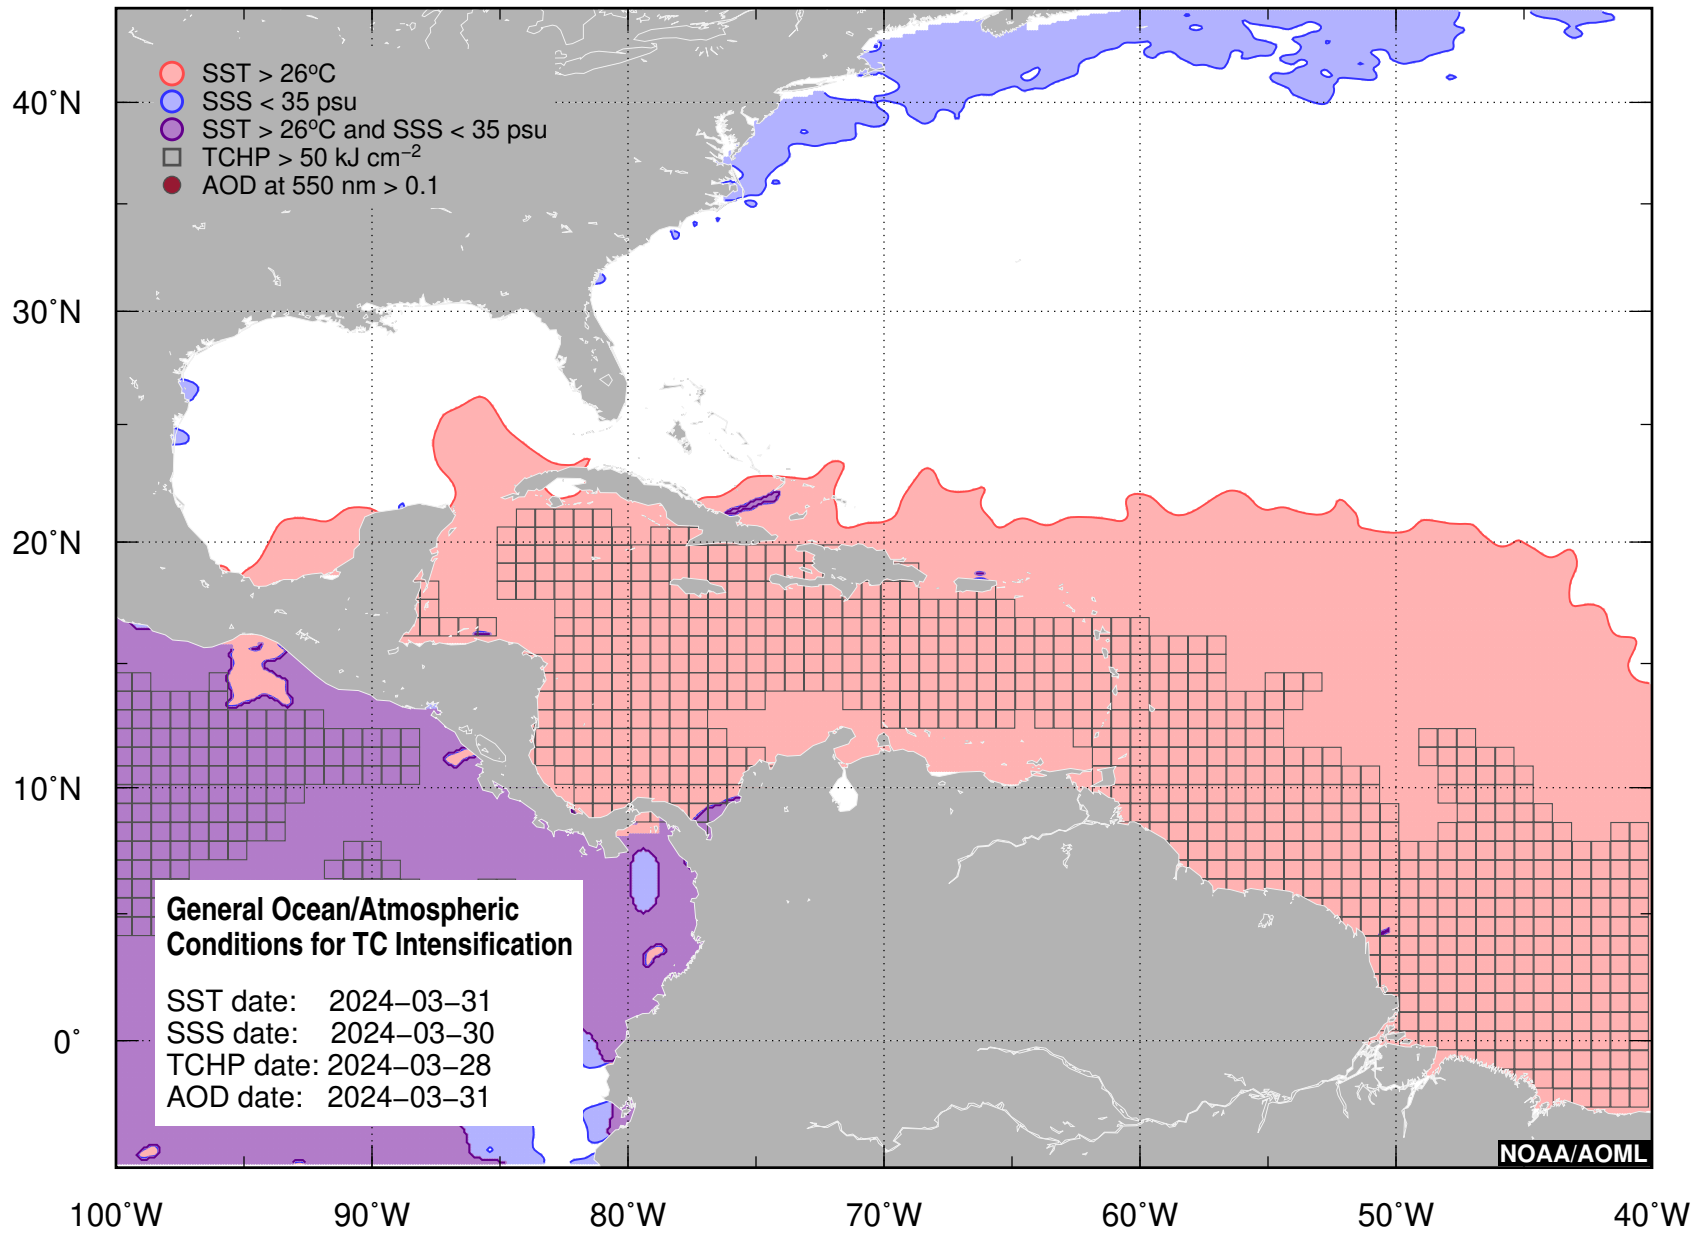 SST > 26ºC
SSS < 35 psu
SST > 26ºC and SSS < 35 psu
TCHP > 50 kJ cm⁻²
AOD at 550 nm > 0.1
40˚N
30˚N
20˚N
10˚N
0˚
General Ocean/Atmospheric
Conditions for TC Intensification
SST date: 2024−03−31
SSS date: 2024−03−30
TCHP date: 2024−03−28
AOD date: 2024−03−31
NOAA/AOML
100˚W 90˚W 80˚W 70˚W 60˚W 50˚W 40˚W